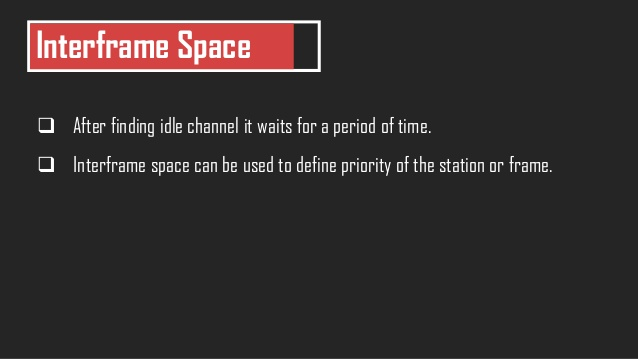 Interframe Space
After finding idle channel it waits for a period of time.
Interframe space can be used to define priority of the station or frame.